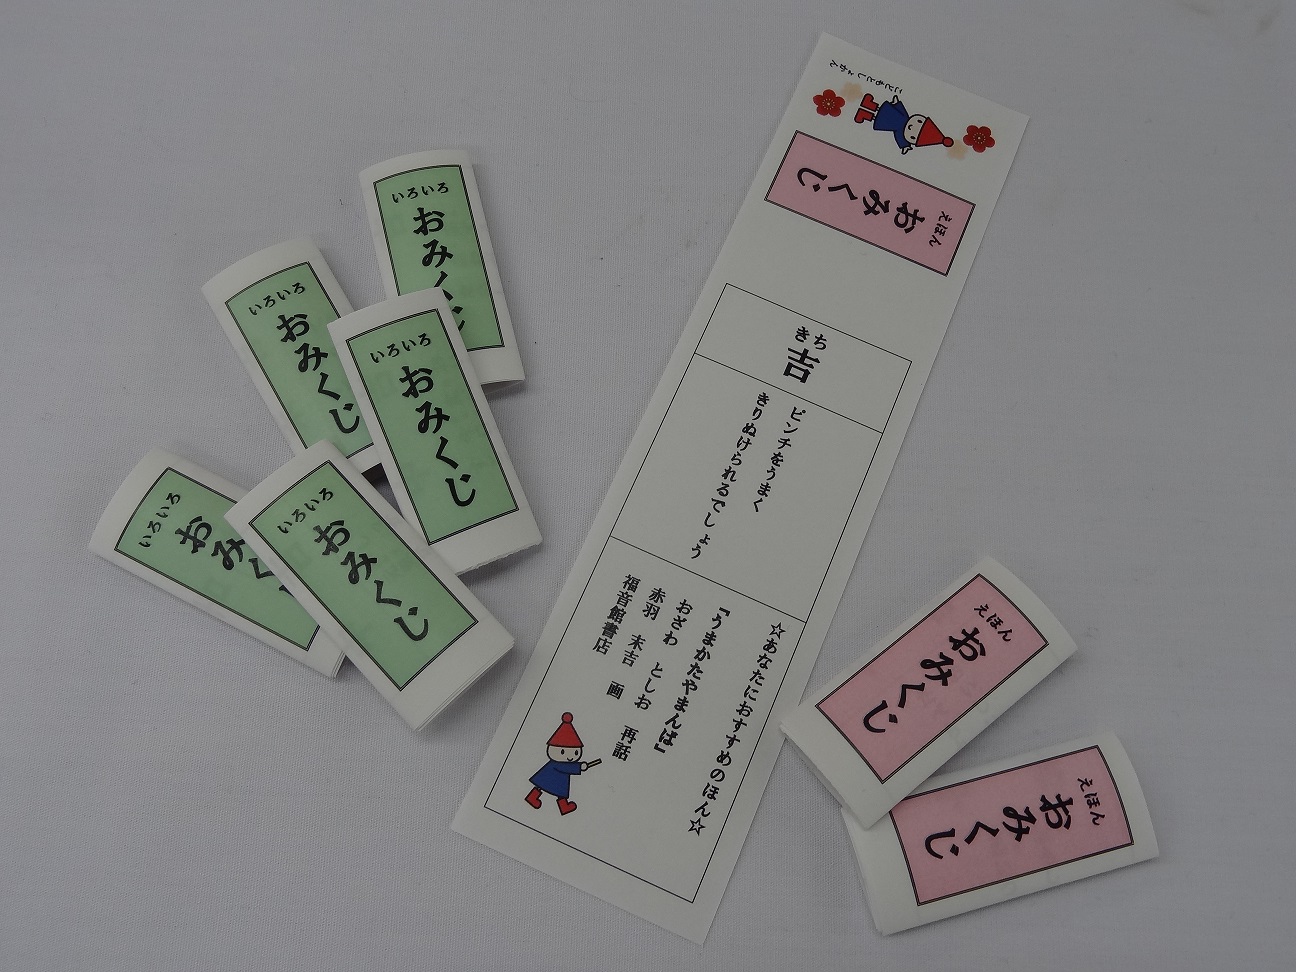 いろいろ
おみくじ
いろいろ
おみくじ
いろいろ
おみくじ
いろいろ
おみくじ
いろいろ
おみくじ
こどもとしょかん
えほん
おみくじ
きち
吉
ピンチをうまく
きりぬけられるでしょう
☆あなたにおすすめのほん☆
『うまかたやまんば』
おざわ としお 再話
赤羽 末吉 画
福音館書店
えほん
おみくじ
えほん
おみくじ